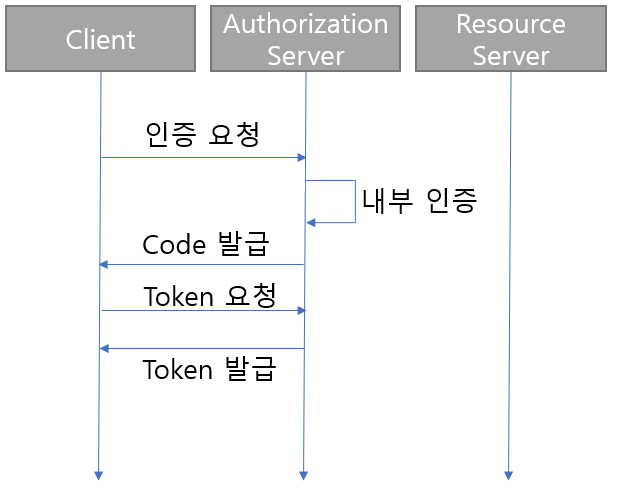 Client
Authorization
Server
Resource
Server
인증 요청
내부 인증
Code 발급
Token 요청
Token 발급